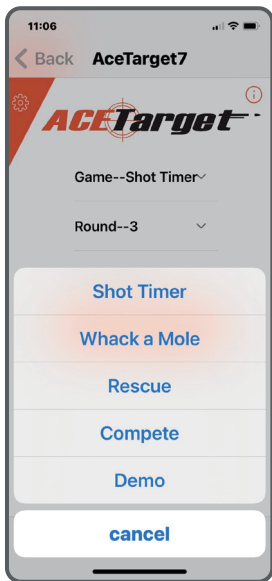 11:06
Back AceTarget7
ACETarget
Game--Shot Timer
Round--3
Shot Timer
Whack a Mole
Rescue
Compete
Demo
cancel